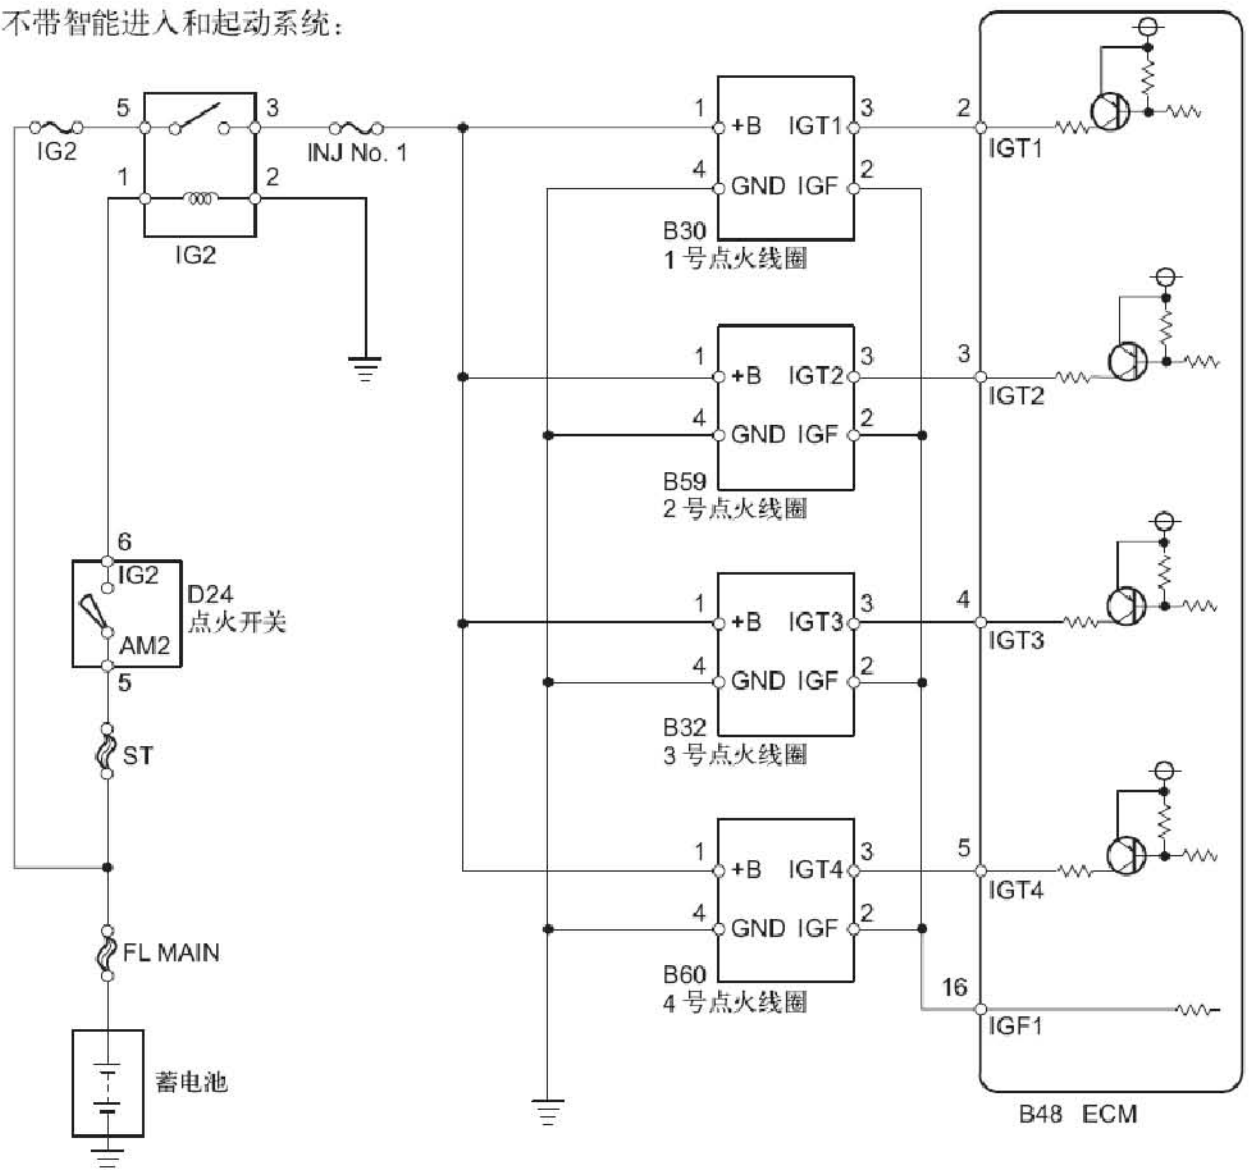 不带智能进入和起动系统：
5
3
IG2
INJ No. 1
1
2
IG2
6
IG2
D24
点火开关
AM2
5
ST
FL MAIN
蓄电池
1
+B
IGT1
3
2
IGT1
4
GND
IGF
2
B30
1 号点火线圈
1
+B
IGT2
3
3
IGT2
4
GND
IGF
2
B59
2 号点火线圈
1
+B
IGT3
3
4
IGT3
4
GND
IGF
2
B32
3 号点火线圈
1
+B
IGT4
3
5
IGT4
4
GND
IGF
2
B60
4 号点火线圈
16
IGF1
B48 ECM